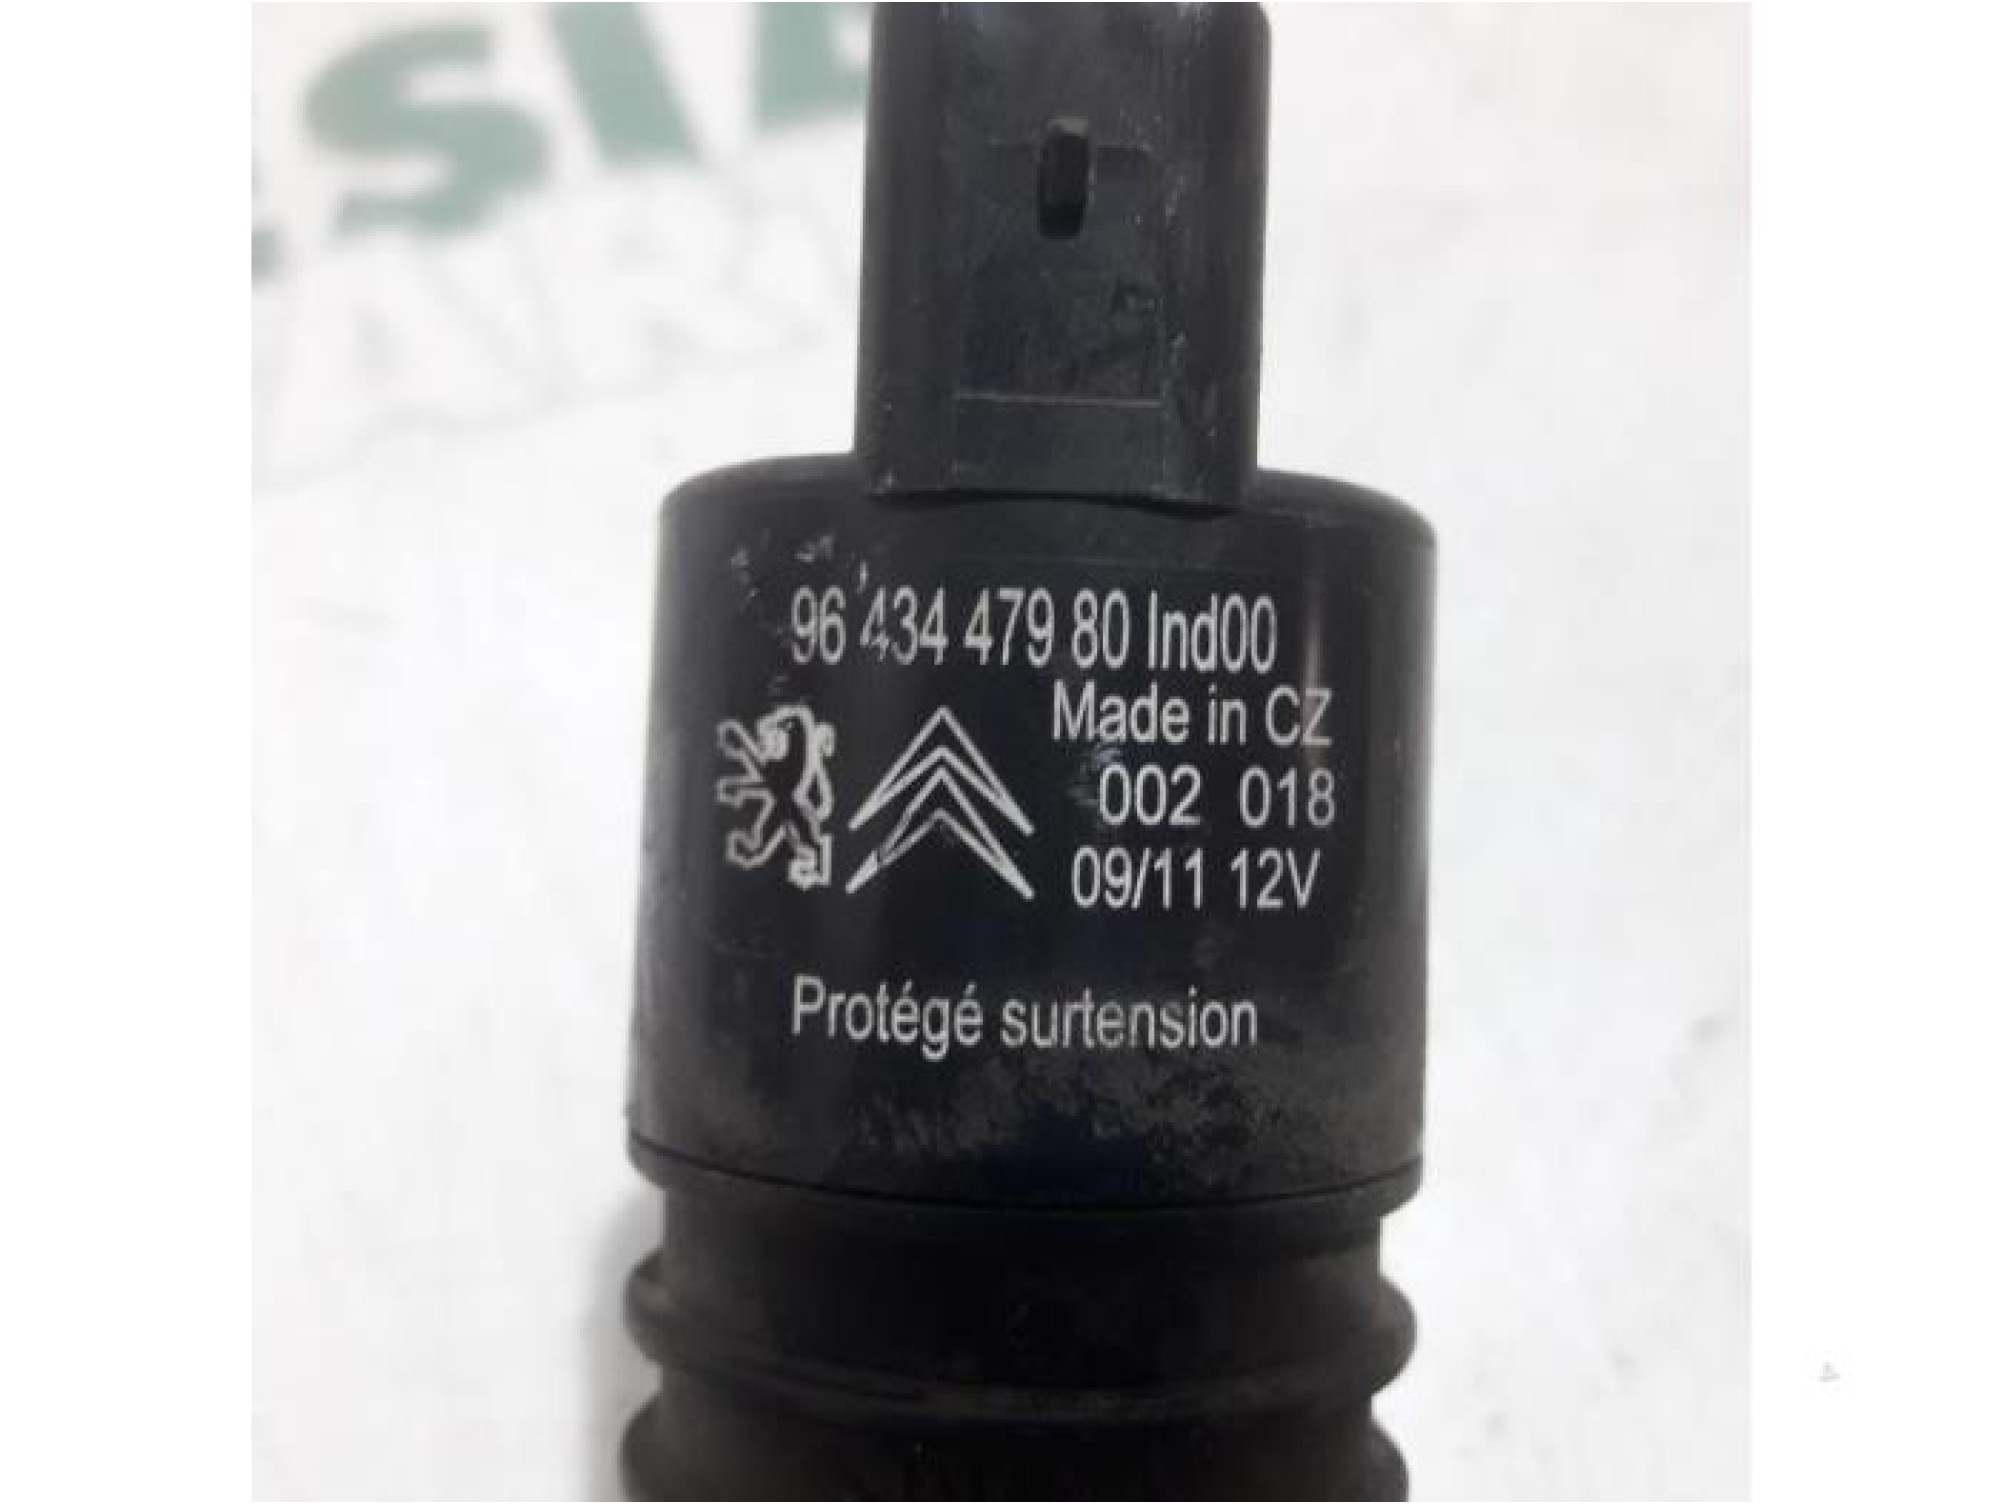 96 434 479 80 Ind00
Made in CZ
002 018
09/11 12V
Protégé surtension